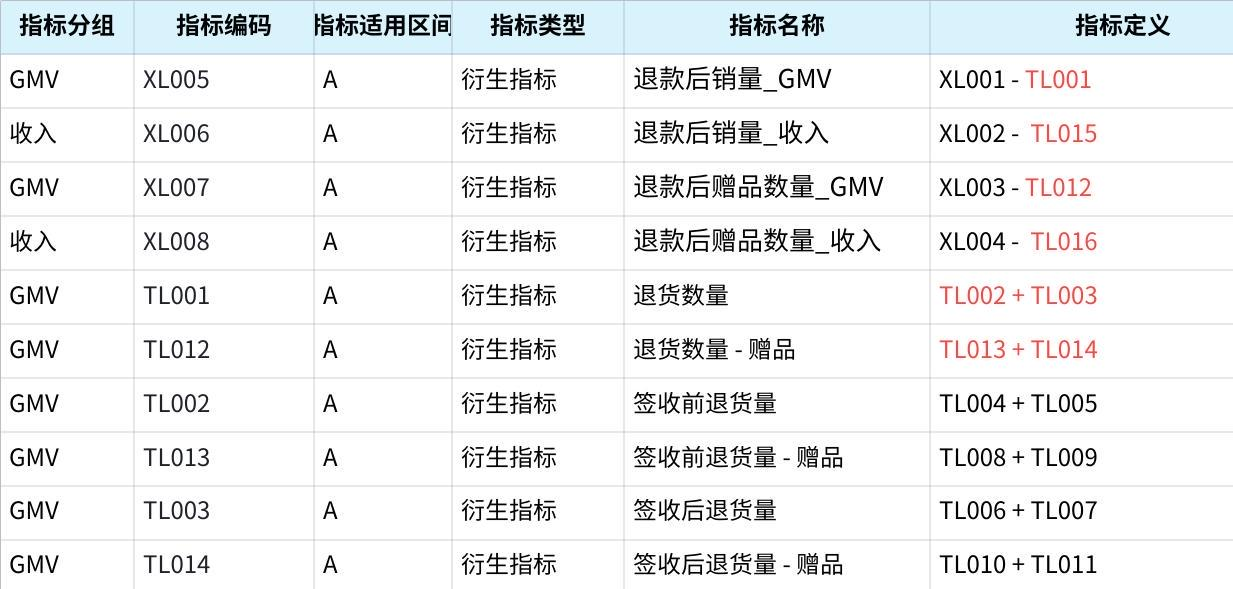 指标分组 指标编码 指标适用区间 指标类型 指标名称 指标定义
GMV XL005 A 衍生指标 退款后销量_GMV XL001 - TL001
收入 XL006 A 衍生指标 退款后销量_收入 XL002 - TL015
GMV XL007 A 衍生指标 退款后赠品数量_GMV XL003 - TL012
收入 XL008 A 衍生指标 退款后赠品数量_收入 XL004 - TL016
GMV TL001 A 衍生指标 退货数量 TL002 + TL003
GMV TL012 A 衍生指标 退货数量 - 赠品 TL013 + TL014
GMV TL002 A 衍生指标 签收前退货量 TL004 + TL005
GMV TL013 A 衍生指标 签收前退货量 - 赠品 TL008 + TL009
GMV TL003 A 衍生指标 签收后退货量 TL006 + TL007
GMV TL014 A 衍生指标 签收后退货量 - 赠品 TL010 + TL011